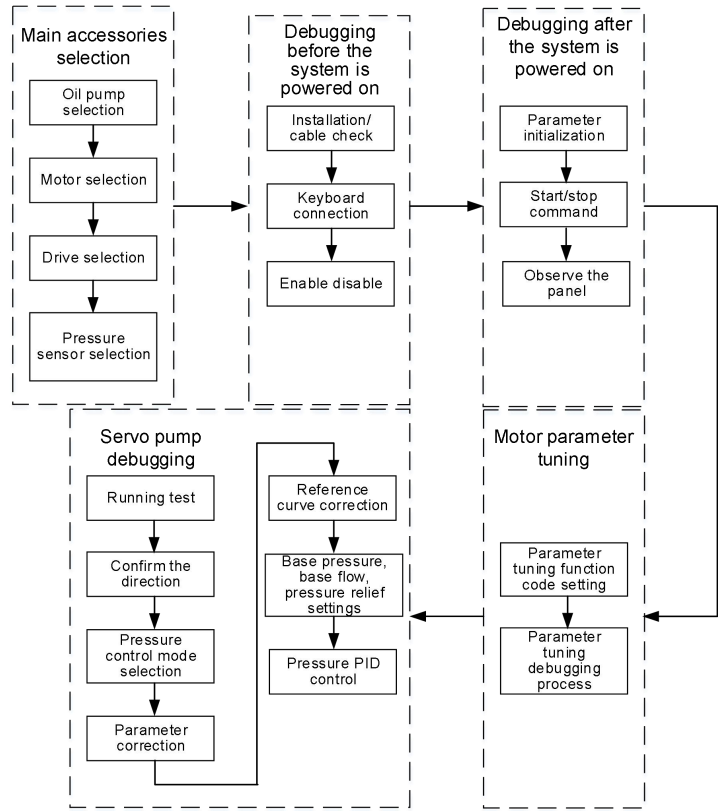 Main accessories
selection
Oil pump
selection
Motor selection
Drive selection
Pressure
sensor selection
Debugging
before the
system is
powered on
Installation/
cable check
Keyboard
connection
Enable disable
Debugging after
the system is
powered on
Parameter
initialization
Start/stop
command
Observe the
panel
Servo pump
debugging
Running test
Confirm the
direction
Pressure
control mode
selection
Parameter
correction
Reference
curve correction
Base pressure,
base flow,
pressure relief
settings
Pressure PID
control
Motor parameter
tuning
Parameter
tuning function
code setting
Parameter
tuning
debugging
process